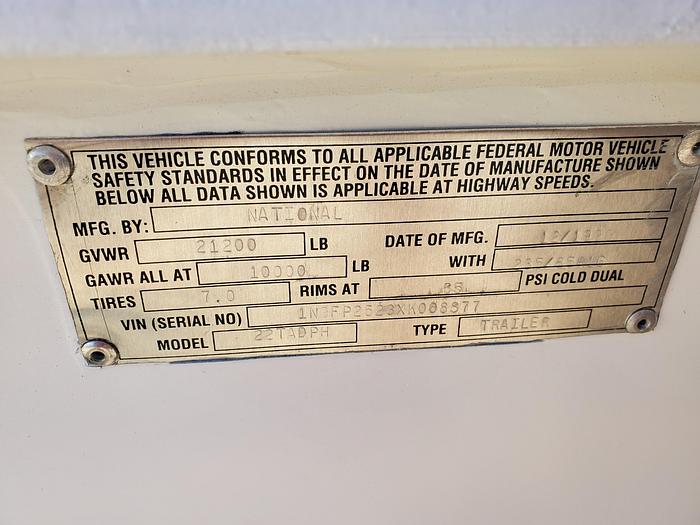 THIS VEHICLE CONFORMS TO ALL APPLICABLE FEDERAL MOTOR VEHICLE
SAFETY STANDARDS IN EFFECT ON THE DATE OF MANUFACTURE SHOWN
BELOW ALL DATA SHOWN IS APPLICABLE AT HIGHWAY SPEEDS.
MFG. BY: NATIONAL
GVWR 21200 LB DATE OF MFG.
GAWR ALL AT 10000 LB WITH
TIRES 7.0 RIMS AT PSI COLD DUAL
VIN (SERIAL NO)
MODEL 22TADPH TYPE TRAILER